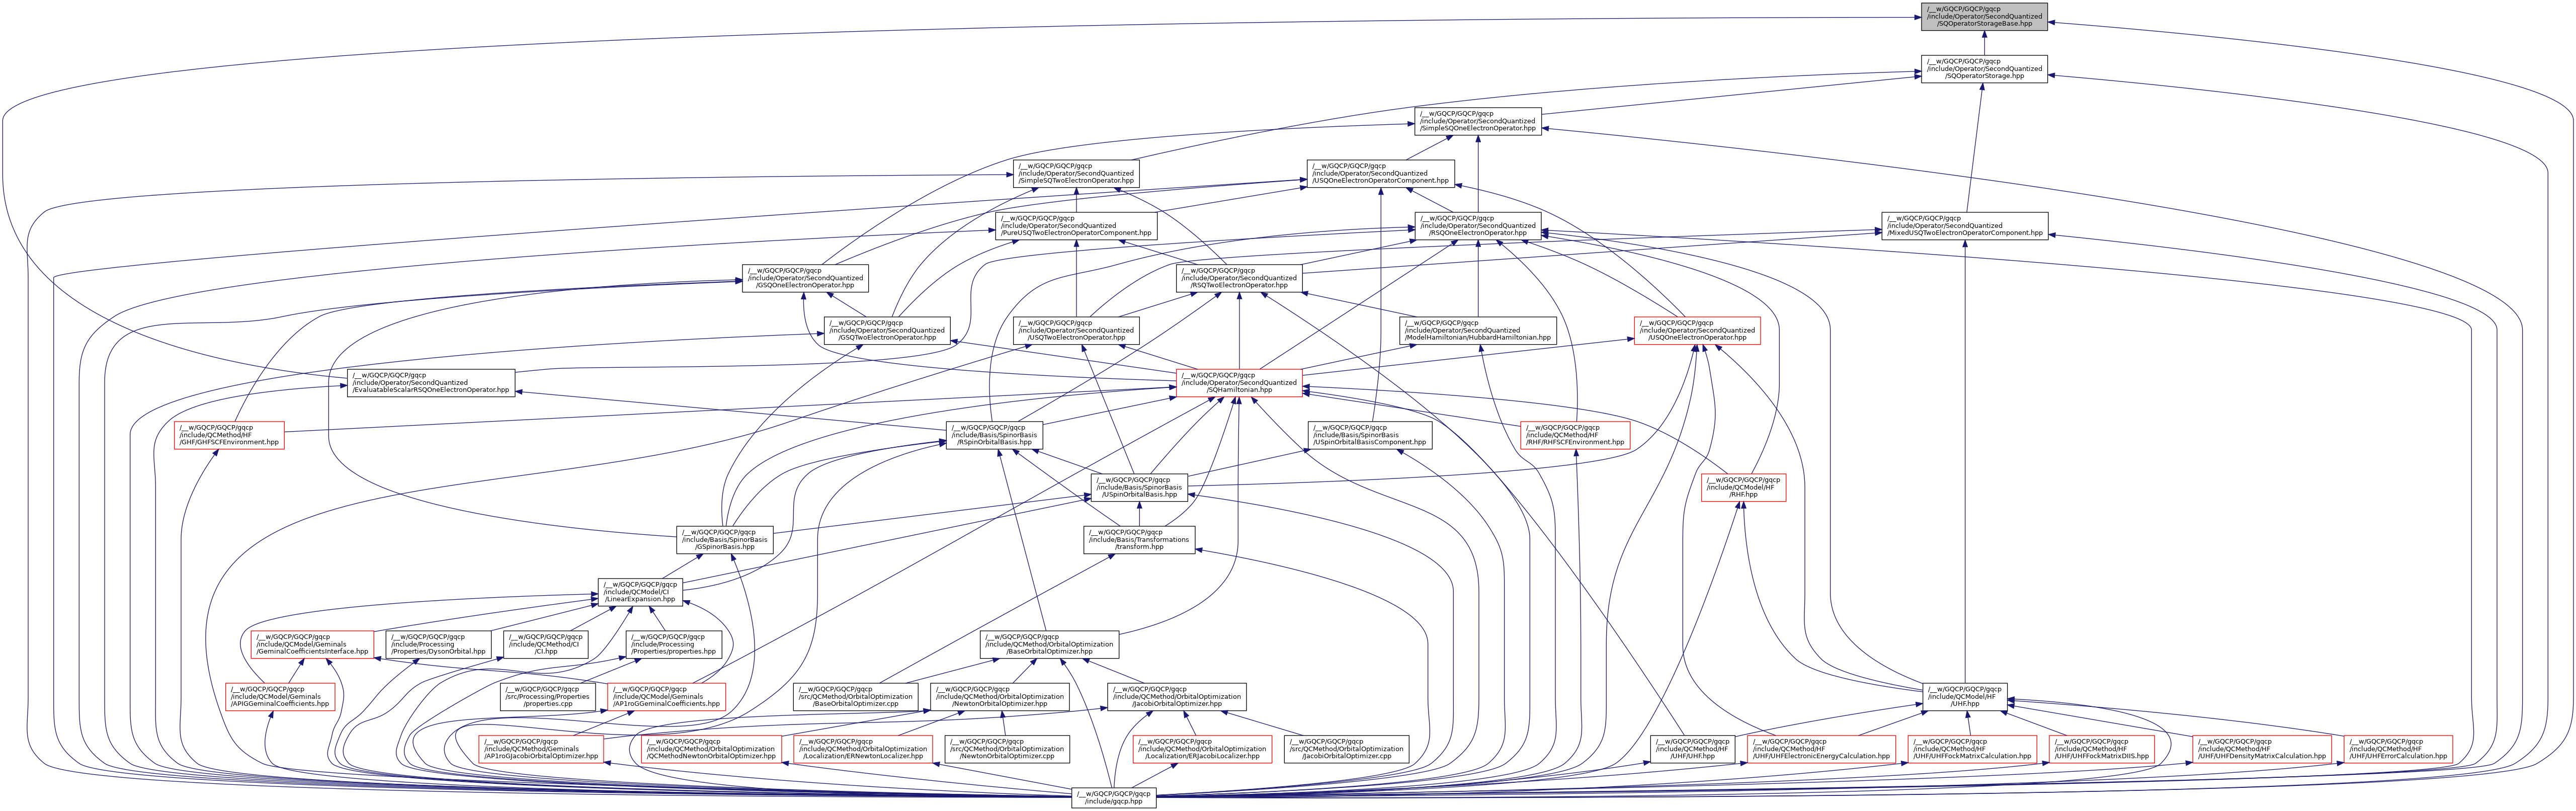 /__w/GQCP/GQCP/gqcp
/include/Operator/SecondQuantized
/SQOperatorStorageBase.hpp
/__w/GQCP/GQCP/gqcp
/include/Operator/SecondQuantized
/SQOperatorStorage.hpp
/__w/GQCP/GQCP/gqcp
/include/Operator/SecondQuantized
/SimpleSQOneElectronOperator.hpp
/__w/GQCP/GQCP/gqcp
/include/Operator/SecondQuantized
/SimpleSQTwoElectronOperator.hpp
/__w/GQCP/GQCP/gqcp
/include/Operator/SecondQuantized
/USQOneElectronOperatorComponent.hpp
/__w/GQCP/GQCP/gqcp
/include/Operator/SecondQuantized
/PureUSQTwoElectronOperatorComponent.hpp
/__w/GQCP/GQCP/gqcp
/include/Operator/SecondQuantized
/RSQOneElectronOperator.hpp
/__w/GQCP/GQCP/gqcp
/include/Operator/SecondQuantized
/MixedUSQTwoElectronOperatorComponent.hpp
/__w/GQCP/GQCP/gqcp
/include/Operator/SecondQuantized
/GSQOneElectronOperator.hpp
/__w/GQCP/GQCP/gqcp
/include/Operator/SecondQuantized
/RSQTwoElectronOperator.hpp
/__w/GQCP/GQCP/gqcp
/include/Operator/SecondQuantized
/GSQTwoElectronOperator.hpp
/__w/GQCP/GQCP/gqcp
/include/Operator/SecondQuantized
/USQTwoElectronOperator.hpp
/__w/GQCP/GQCP/gqcp
/include/Operator/SecondQuantized
/ModelHamiltonian/HubbardHamiltonian.hpp
/__w/GQCP/GQCP/gqcp
/include/Operator/SecondQuantized
/USQOneElectronOperator.hpp
/__w/GQCP/GQCP/gqcp
/include/Operator/SecondQuantized
/EvaluatableScalarRSQOneElectronOperator.hpp
/__w/GQCP/GQCP/gqcp
/include/Operator/SecondQuantized
/SQHamiltonian.hpp
/__w/GQCP/GQCP/gqcp
/include/QCMethod/HF
/GHF/GHFSCFEnvironment.hpp
/__w/GQCP/GQCP/gqcp
/include/Basis/SpinorBasis
/RSpinOrbitalBasis.hpp
/__w/GQCP/GQCP/gqcp
/include/Basis/SpinorBasis
/USpinOrbitalBasisComponent.hpp
/__w/GQCP/GQCP/gqcp
/include/QCMethod/HF
/RHF/RHFSCFEnvironment.hpp
/__w/GQCP/GQCP/gqcp
/include/Basis/SpinorBasis
/USpinOrbitalBasis.hpp
/__w/GQCP/GQCP/gqcp
/include/QCModel/HF
/RHF.hpp
/__w/GQCP/GQCP/gqcp
/include/Basis/SpinorBasis
/GSpinorBasis.hpp
/__w/GQCP/GQCP/gqcp
/include/Basis/Transformations
/transform.hpp
/__w/GQCP/GQCP/gqcp
/include/QCModel/CI
/LinearExpansion.hpp
/__w/GQCP/GQCP/gqcp
/include/QCModel/Geminals
/GeminalCoefficientsInterface.hpp
/__w/GQCP/GQCP/gqcp
/include/Processing
/Properties/DysonOrbital.hpp
/__w/GQCP/GQCP/gqcp
/include/QCMethod/CI
/CI.hpp
/__w/GQCP/GQCP/gqcp
/include/Processing
/Properties/properties.hpp
/__w/GQCP/GQCP/gqcp
/include/QCMethod/OrbitalOptimization
/BaseOrbitalOptimizer.hpp
/__w/GQCP/GQCP/gqcp
/include/QCModel/Geminals
/APIGGeminalCoefficients.hpp
/__w/GQCP/GQCP/gqcp
/src/Processing/Properties
/properties.cpp
/__w/GQCP/GQCP/gqcp
/include/QCModel/Geminals
/AP1roGGeminalCoefficients.hpp
/__w/GQCP/GQCP/gqcp
/src/QCMethod/OrbitalOptimization
/BaseOrbitalOptimizer.cpp
/__w/GQCP/GQCP/gqcp
/include/QCMethod/OrbitalOptimization
/NewtonOrbitalOptimizer.hpp
/__w/GQCP/GQCP/gqcp
/include/QCMethod/OrbitalOptimization
/JacobiOrbitalOptimizer.hpp
/__w/GQCP/GQCP/gqcp
/include/QCModel/HF
/UHF.hpp
/__w/GQCP/GQCP/gqcp
/include/QCMethod/Geminals
/AP1roGJacobiOrbitalOptimizer.hpp
/__w/GQCP/GQCP/gqcp
/include/QCMethod/OrbitalOptimization
/QCMethodNewtonOrbitalOptimizer.hpp
/__w/GQCP/GQCP/gqcp
/include/QCMethod/OrbitalOptimization
/Localization/ERNewtonLocalizer.hpp
/__w/GQCP/GQCP/gqcp
/src/QCMethod/OrbitalOptimization
/NewtonOrbitalOptimizer.cpp
/__w/GQCP/GQCP/gqcp
/include/QCMethod/OrbitalOptimization
/Localization/ERJacobiLocalizer.hpp
/__w/GQCP/GQCP/gqcp
/src/QCMethod/OrbitalOptimization
/JacobiOrbitalOptimizer.cpp
/__w/GQCP/GQCP/gqcp
/include/QCMethod/HF
/UHF/UHF.hpp
/__w/GQCP/GQCP/gqcp
/include/QCMethod/HF
/UHF/UHFElectronicEnergyCalculation.hpp
/__w/GQCP/GQCP/gqcp
/include/QCMethod/HF
/UHF/UHFFockMatrixCalculation.hpp
/__w/GQCP/GQCP/gqcp
/include/QCMethod/HF
/UHF/UHFFockMatrixDIIS.hpp
/__w/GQCP/GQCP/gqcp
/include/QCMethod/HF
/UHF/UHFDensityMatrixCalculation.hpp
/__w/GQCP/GQCP/gqcp
/include/QCMethod/HF
/UHF/UHFErrorCalculation.hpp
/__w/GQCP/GQCP/gqcp
/include/gqcp.hpp